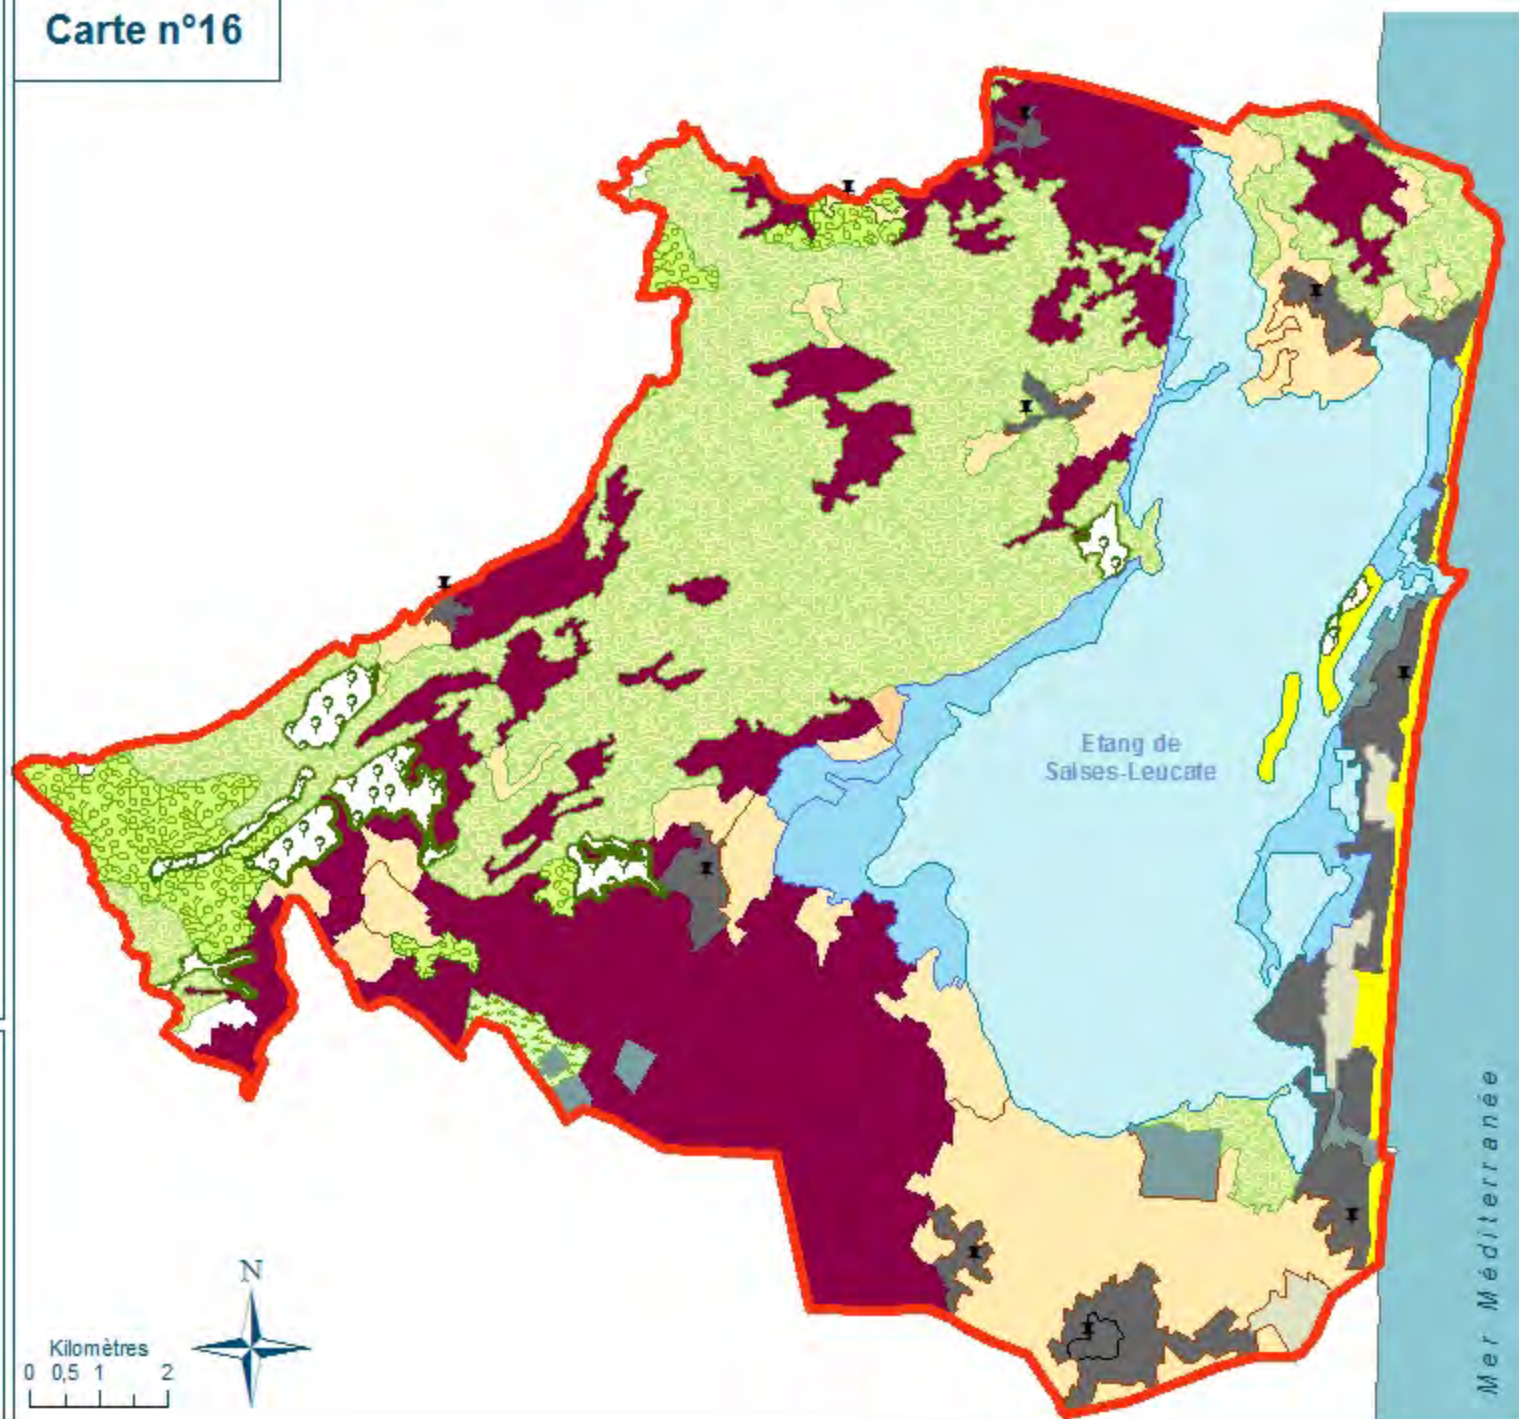 Carte n°16
Etang de
Salses-Leucate
Mer Méditerranée
N
Kilomètres
0 0,5 1 2